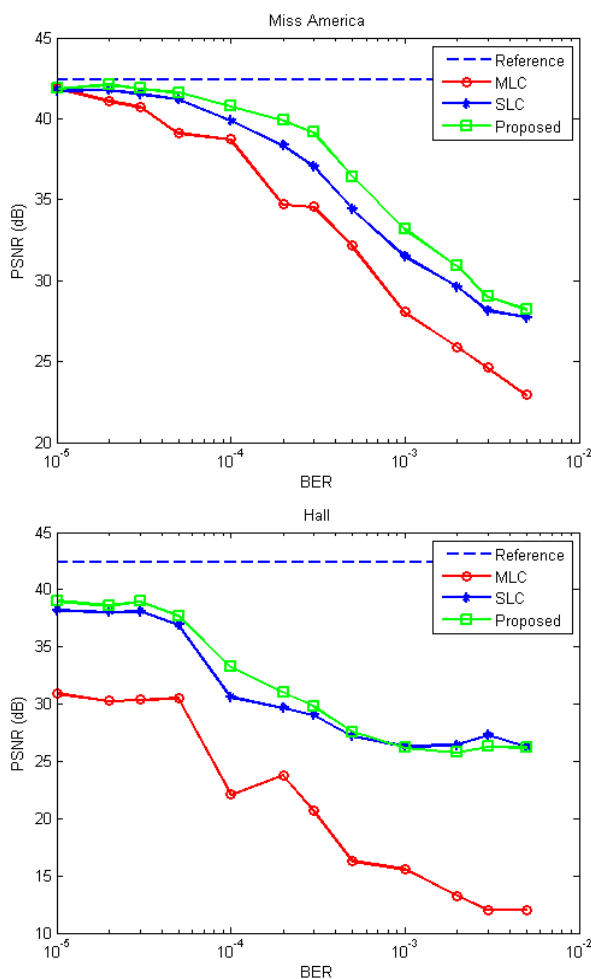 Miss America
45
40
35
30
25
20
PSNR (dB)
Reference
MLC
SLC
Proposed
10^-5
10^-4
10^-3
10^-2
BER
Hall
45
40
35
30
25
20
15
10
PSNR (dB)
Reference
MLC
SLC
Proposed
10^-5
10^-4
10^-3
10^-2
BER